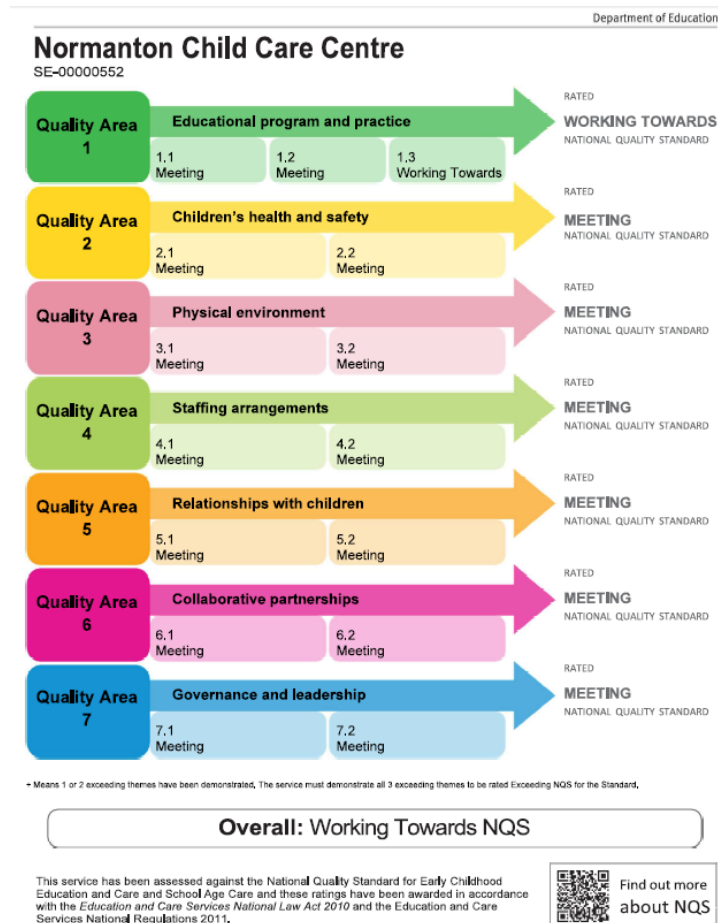 Department of Education
Normanton Child Care Centre
SE-00000552
Quality Area 1
Educational program and practice
1.1 Meeting
1.2 Meeting
1.3 Working Towards
RATED
WORKING TOWARDS
NATIONAL QUALITY STANDARD
Quality Area 2
Children's health and safety
2.1 Meeting
2.2 Meeting
RATED
MEETING
NATIONAL QUALITY STANDARD
Quality Area 3
Physical environment
3.1 Meeting
3.2 Meeting
RATED
MEETING
NATIONAL QUALITY STANDARD
Quality Area 4
Staffing arrangements
4.1 Meeting
4.2 Meeting
RATED
MEETING
NATIONAL QUALITY STANDARD
Quality Area 5
Relationships with children
5.1 Meeting
5.2 Meeting
RATED
MEETING
NATIONAL QUALITY STANDARD
Quality Area 6
Collaborative partnerships
6.1 Meeting
6.2 Meeting
RATED
MEETING
NATIONAL QUALITY STANDARD
Quality Area 7
Governance and leadership
7.1 Meeting
7.2 Meeting
RATED
MEETING
NATIONAL QUALITY STANDARD
+ Means 1 or 2 exceeding themes have been demonstrated. The service must demonstrate all 3 exceeding themes to be rated Exceeding NQS for the Standard.
Overall: Working Towards NQS
This service has been assessed against the National Quality Standard for Early Childhood
Education and Care and School Age Care and these ratings have been awarded in accordance
with the Education and Care Services National Law Act 2010 and the Education and Care
Services National Regulations 2011.
Find out more
about NQS